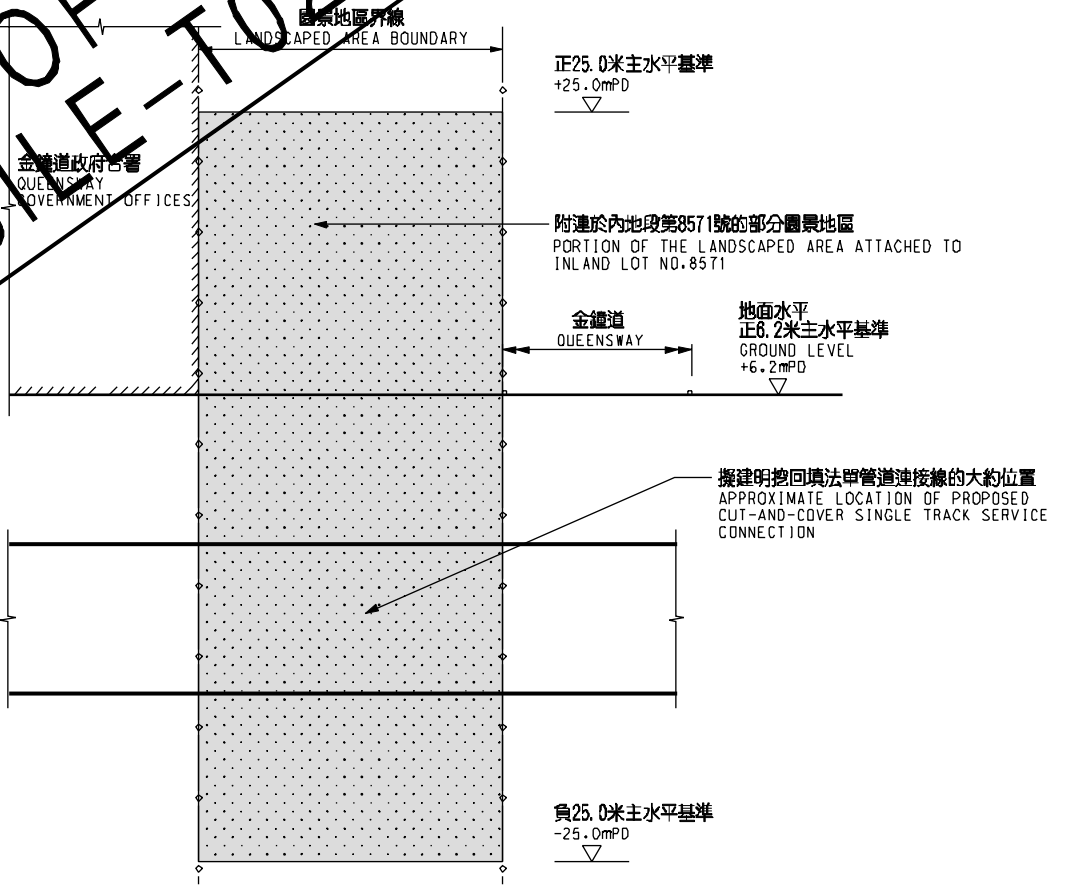 園景地區界線
LANDSCAPED AREA BOUNDARY
正25.0米主水平基準
+25.0mPD
金鐘道政府合署
QUEENSWAY
GOVERNMENT OFFICES
附連於內地段第8571號的部分園景地區
PORTION OF THE LANDSCAPED AREA ATTACHED TO
INLAND LOT NO.8571
金鐘道
QUEENSWAY
地面水平
正6.2米主水平基準
GROUND LEVEL
+6.2mPD
擬建明挖回填法單管道連接線的大約位置
APPROXIMATE LOCATION OF PROPOSED
CUT-AND-COVER SINGLE TRACK SERVICE
CONNECTION
負25.0米主水平基準
-25.0mPD